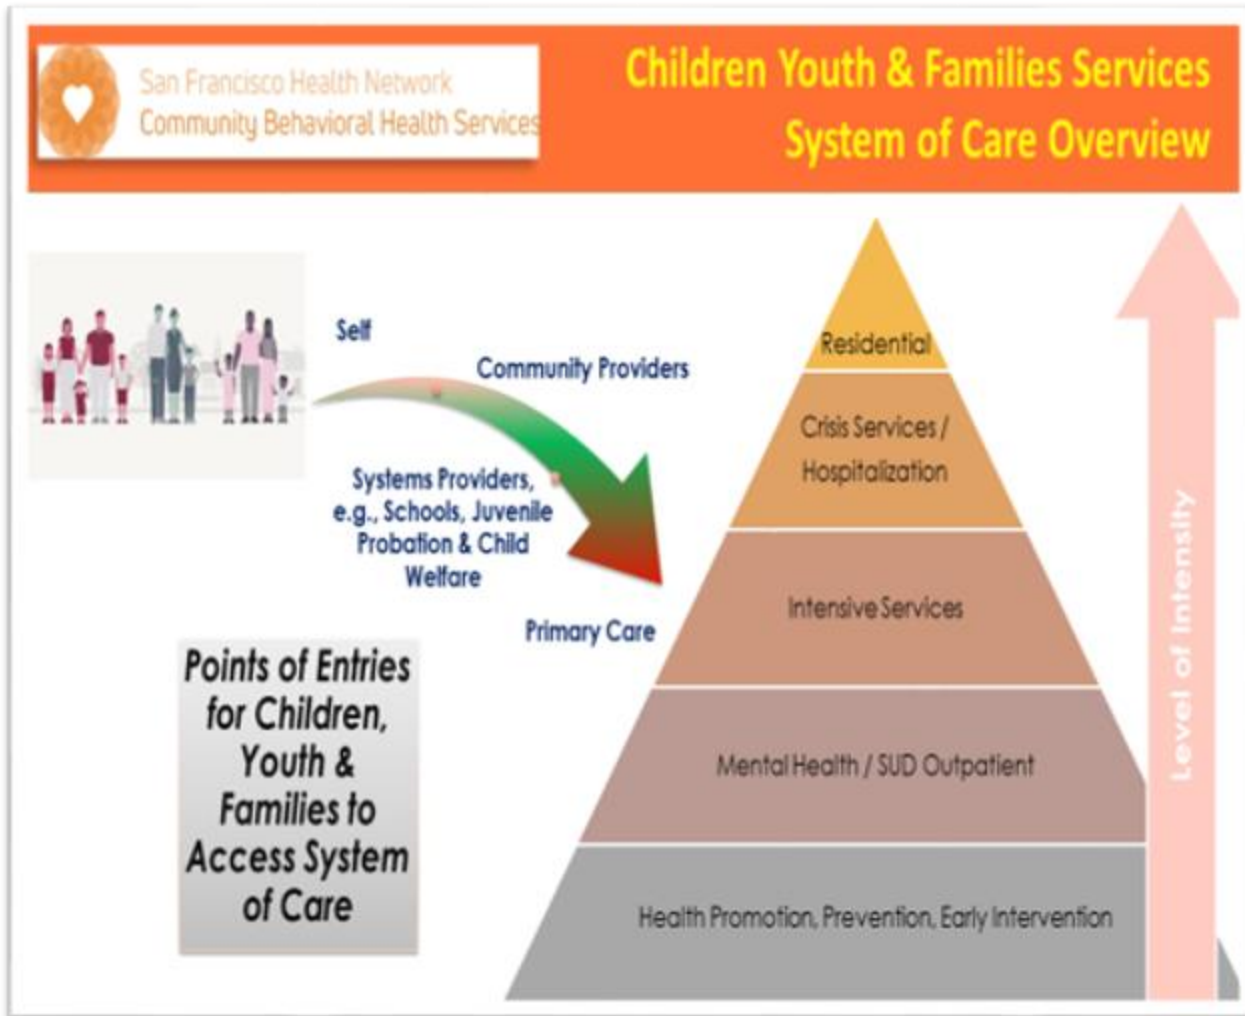 San Francisco Health Network
Community Behavioral Health Services
Children Youth & Families Services
System of Care Overview
Self
Community Providers
Systems Providers,
e.g., Schools, Juvenile
Probation & Child
Welfare
Primary Care
Points of Entries
for Children,
Youth &
Families to
Access System
of Care
Residential
Crisis Services /
Hospitalization
Intensive Services
Mental Health / SUD Outpatient
Health Promotion, Prevention, Early Intervention
Level of Intensity